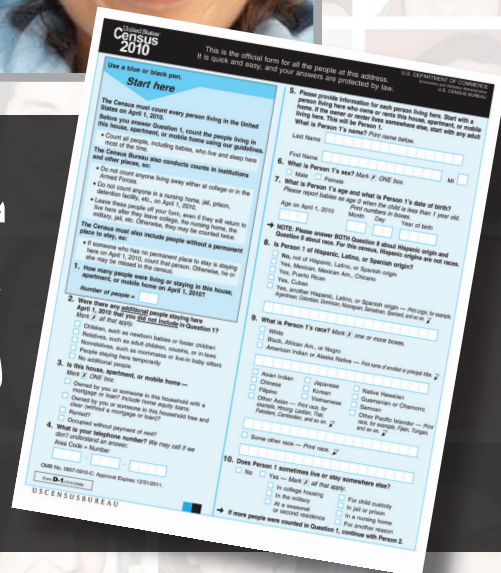 United States
Census
2010
This is the official form for all the people at this address.
It is quick and easy, and your answers are protected by law.
U.S. DEPARTMENT OF COMMERCE
Economics and Statistics Administration
U.S. CENSUS BUREAU
Use a blue or black pen.
Start here
The Census must count every person living in the United
States on April 1, 2010.
Before you answer Question 1, count the people living in
this house, apartment, or mobile home using our guidelines.
• Count all people, including babies, who live and sleep here
most of the time.
The Census Bureau also conducts counts in institutions
and other places, so:
• Do not count anyone living away either at college or in the
Armed Forces.
• Do not count anyone in a nursing home, jail, prison,
detention facility, etc., on April 1, 2010.
• Leave these people off your form, even if they will return to
live here after they leave college, the nursing home, the
military, jail, etc. Otherwise, they may be counted twice.
The Census must also include people without a permanent
place to stay, so:
• If someone who has no permanent place to stay is staying
here on April 1, 2010, count that person. Otherwise, he or
she may be missed in the census.
1. How many people were living or staying in this house,
apartment, or mobile home on April 1, 2010?
Number of people =
2. Were there any additional people staying here
April 1, 2010 that you did not include in Question 1?
Mark X all that apply.
Children, such as newborn babies or foster children
Relatives, such as adult children, cousins, or in-laws
Nonrelatives, such as roommates or live-in baby sitters
People staying here temporarily
No additional people
3. Is this house, apartment, or mobile home —
Mark X ONE box.
Owned by you or someone in this household with a
mortgage or loan? Include home equity loans.
Owned by you or someone in this household free and
clear (without a mortgage or loan)?
Rented?
Occupied without payment of rent?
4. What is your telephone number? We may call if we
don't understand an answer.
Area Code + Number
OMB No. 0607-0919-C: Approval Expires 12/31/2011.
Form D-1
USCENSUSBUREAU
5. Please provide information for each person living here. Start with a
person living here who owns or rents this house, apartment, or mobile
home. If the owner or renter lives somewhere else, start with any adult
living here. This will be Person 1.
What is Person 1's name? Print name below.
Last Name
First Name
MI
6. What is Person 1's sex? Mark X ONE box.
Male Female
7. What is Person 1's age and what is Person 1's date of birth?
Please report babies as age 0 when the child is less than 1 year old.
Print numbers in boxes.
Age on April 1, 2010
Month Day Year of birth
→ NOTE: Please answer BOTH Question 8 about Hispanic origin and
Question 9 about race. For this census, Hispanic origins are not races.
8. Is Person 1 of Hispanic, Latino, or Spanish origin?
No, not of Hispanic, Latino, or Spanish origin
Yes, Mexican, Mexican Am., Chicano
Yes, Puerto Rican
Yes, Cuban
Yes, another Hispanic, Latino, or Spanish origin — Print origin, for example,
Argentinean, Colombian, Dominican, Nicaraguan, Salvadoran, Spaniard, and so on.
9. What is Person 1's race? Mark X one or more boxes.
White
Black, African Am., or Negro
American Indian or Alaska Native — Print name of enrolled or principal tribe.
Asian Indian
Japanese
Native Hawaiian
Chinese
Korean
Guamanian or Chamorro
Filipino
Vietnamese
Samoan
Other Asian — Print race, for
example, Hmong, Laotian, Thai,
Pakistani, Cambodian, and so on.
Other Pacific Islander — Print
race, for example, Fijian, Tongan,
and so on.
Some other race — Print race.
10. Does Person 1 sometimes live or stay somewhere else?
No Yes — Mark X all that apply.
In college housing
For child custody
In the military
In jail or prison
At a seasonal
or second residence
In a nursing home
For another reason
→ If more people were counted in Question 1, continue with Person 2.